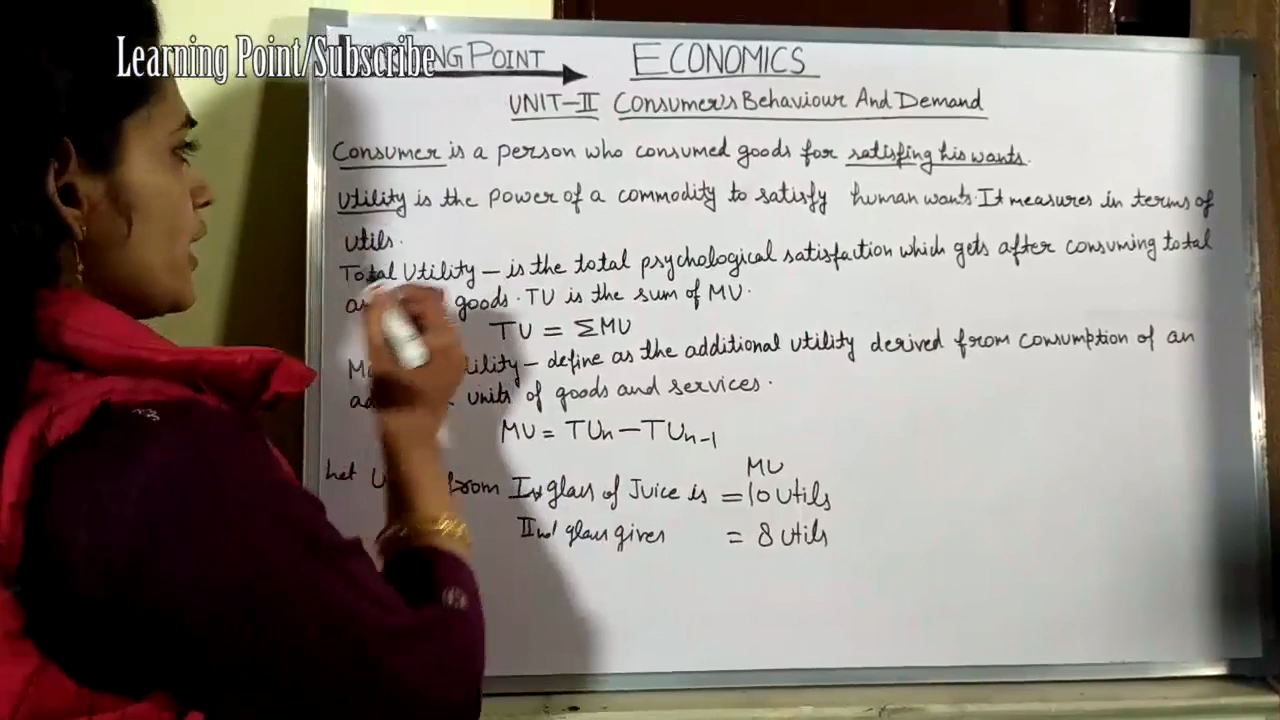 Learning Point/Subscribe
NG POINT
ECONOMICS
UNIT-II Consumer's Behaviour And Demand
Consumer is a person who consumed goods for satisfing his wants.
Utility is the power of a commodity to satisfy human wants. It measures in terms of
utils.
Total Utility - is the total psychological satisfaction which gets after consuming total
goods. TU is the sum of MU.
TU = ΣMU
define as the additional utility derived from consumption of an
units of goods and services.
MU = TUn - TUn-1
MU
Let from Ist glass of Juice is = 10 utils
IInd glass gives = 8 utils